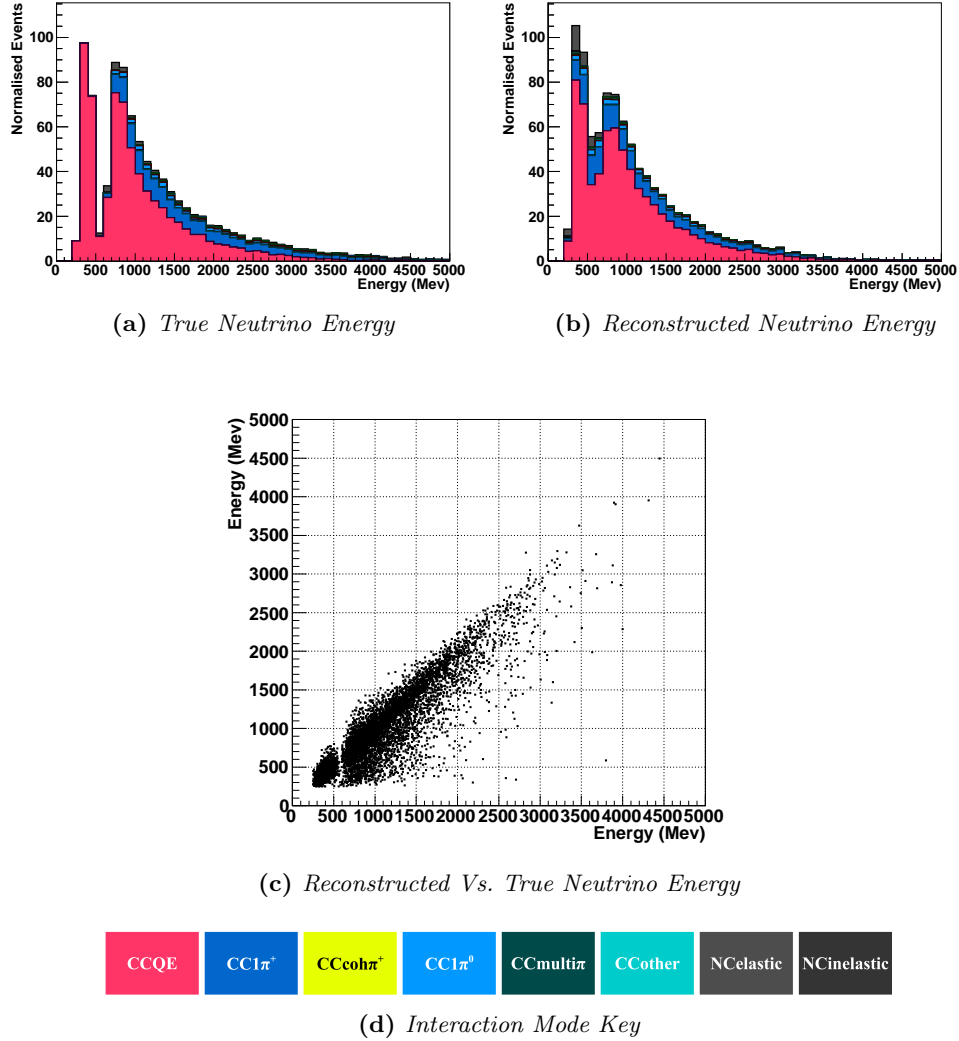 Normalised Events
100
80
60
40
20
0
0 500 1000 1500 2000 2500 3000 3500 4000 4500 5000
Energy (Mev)
(a) True Neutrino Energy
Normalised Events
100
80
60
40
20
0
0 500 1000 1500 2000 2500 3000 3500 4000 4500 5000
Energy (Mev)
(b) Reconstructed Neutrino Energy
Energy (Mev)
5000
4500
4000
3500
3000
2500
2000
1500
1000
500
0
0 500 1000 1500 2000 2500 3000 3500 4000 4500 5000
Energy (Mev)
(c) Reconstructed Vs. True Neutrino Energy
CCQE CC1π⁺ CCcohπ⁺ CC1π⁰ CCmultiπ CCother NCelastic NCinelastic
(d) Interaction Mode Key